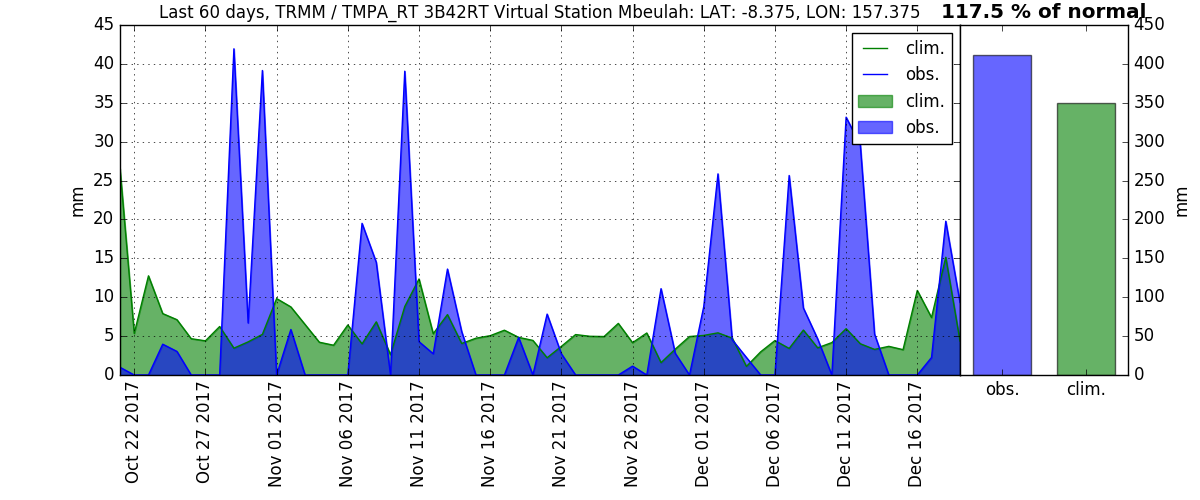 Last 60 days, TRMM / TMPA_RT 3B42RT Virtual Station Mbeulah: LAT: -8.375, LON: 157.375
117.5 % of normal
45
40
35
30
25
20
15
10
5
0
mm
clim.
obs.
clim.
obs.
450
400
350
300
250
200
150
100
50
0
mm
Oct 22 2017
Oct 27 2017
Nov 01 2017
Nov 06 2017
Nov 11 2017
Nov 16 2017
Nov 21 2017
Nov 26 2017
Dec 01 2017
Dec 06 2017
Dec 11 2017
Dec 16 2017
obs.
clim.